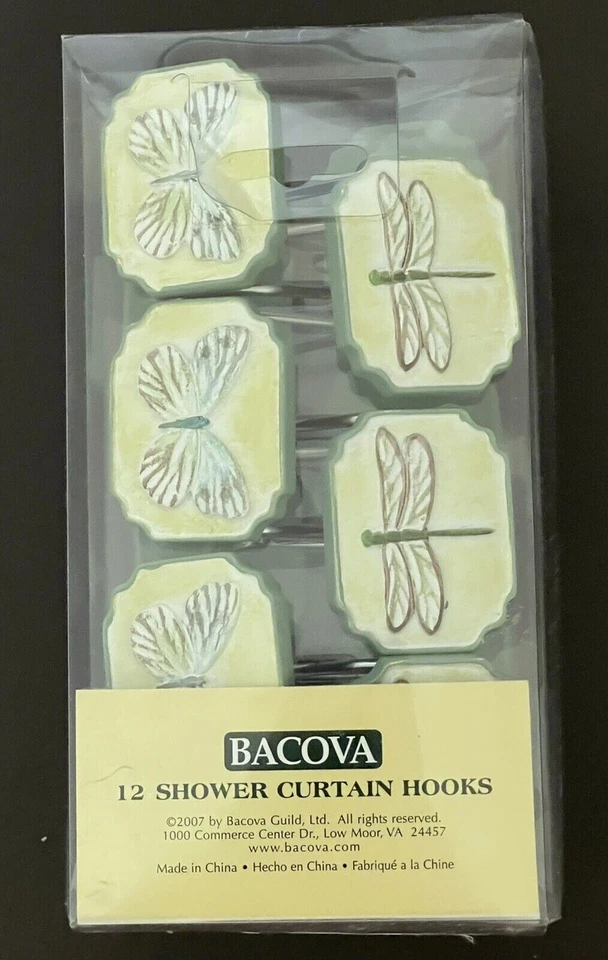 BACOVA
12 SHOWER CURTAIN HOOKS
©2007 by Bacova Guild, Ltd. All rights reserved.
1000 Commerce Center Dr., Low Moor, VA 24457
www.bacova.com
Made in China • Hecho en China • Fabriqué a la Chine